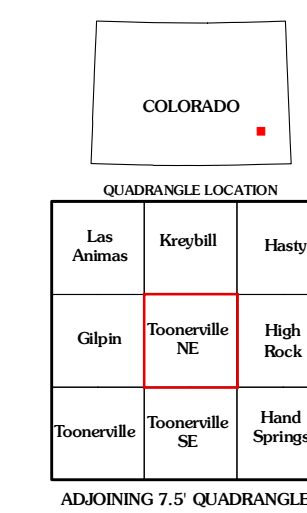 COLORADO
QUADRANGLE LOCATION
Las
Animas
Kreybill
Hasty
Gilpin
Toonerville
NE
High
Rock
Toonerville
Toonerville
SE
Hand
Springs
ADJOINING 7.5' QUADRANGLE